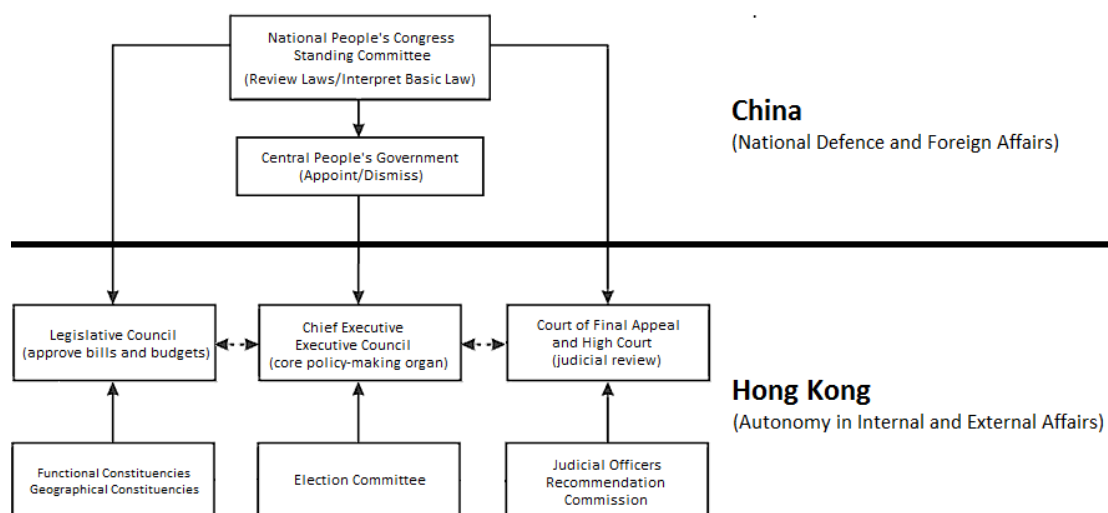 National People's Congress
Standing Committee
(Review Laws/Interpret Basic Law)
China
(National Defence and Foreign Affairs)
Central People's Government
(Appoint/Dismiss)
Legislative Council
(approve bills and budgets)
Chief Executive
Executive Council
(core policy-making organ)
Court of Final Appeal
and High Court
(judicial review)
Hong Kong
(Autonomy in Internal and External Affairs)
Functional Constituencies
Geographical Constituencies
Election Committee
Judicial Officers
Recommendation
Commission